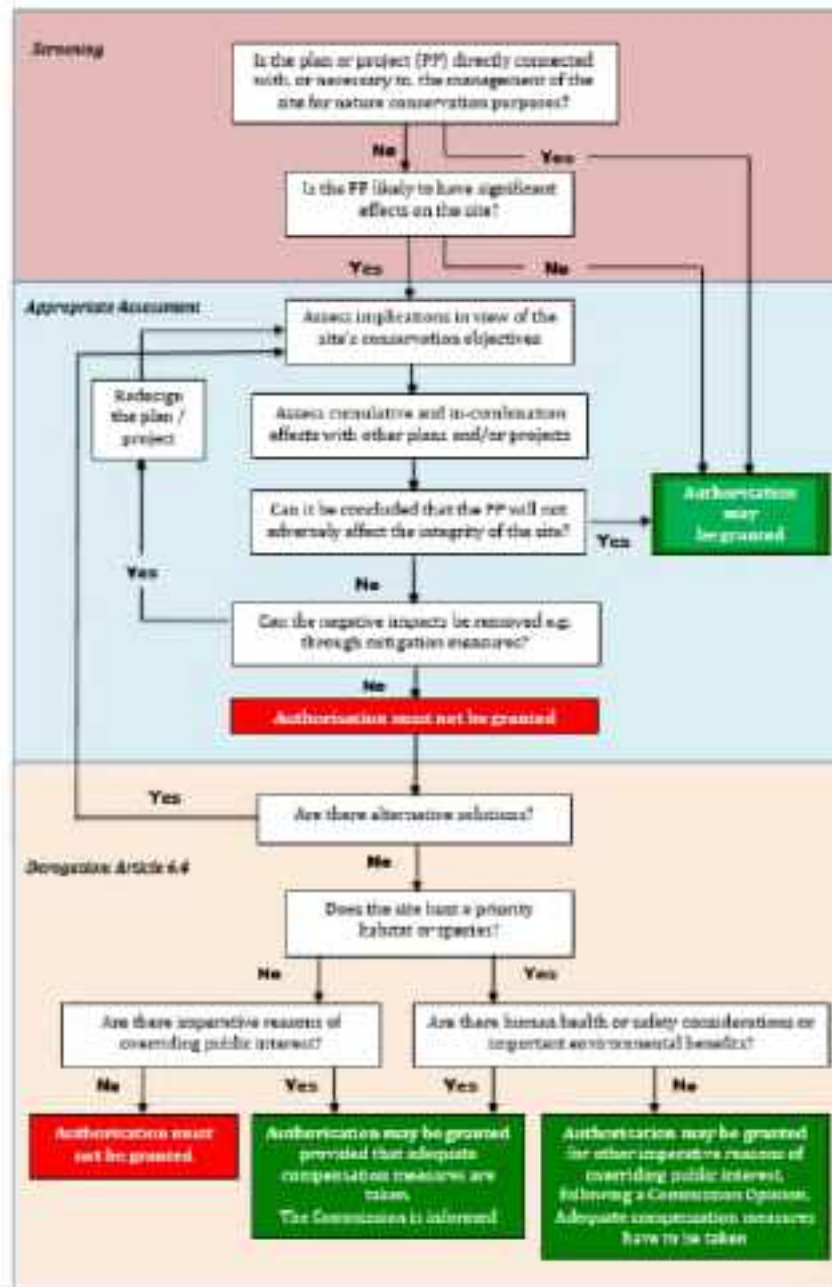 Screening
Is the plan or project (PP) directly connected
with, or necessary to, the management of the
site for nature conservation purposes?
No
Yes
Is the PP likely to have significant
effects on the site?
Yes
No
Appropriate Assessment
Assess implications in view of the
site's conservation objectives
Redesign
the plan /
project
Assess cumulative and in-combination
effects with other plans and/or projects
Can it be concluded that the PP will not
adversely affect the integrity of the site?
Yes
Authorisation
may
be granted
Yes
No
Can the negative impacts be removed e.g.
through mitigation measures?
No
Authorisation must not be granted
Yes
Are there alternative solutions?
No
Derogation Article 6.4
Does the site host a priority
habitat or species?
No
Yes
Are there imperative reasons of
overriding public interest?
Are there human health or safety considerations or
important environmental benefits?
No
Yes
Yes
No
Authorisation must
not be granted
Authorisation may be granted
provided that adequate
compensation measures are
taken.
The Commission is informed
Authorisation may be granted
for other imperative reasons of
overriding public interest,
following a Commission Opinion.
Adequate compensation measures
have to be taken